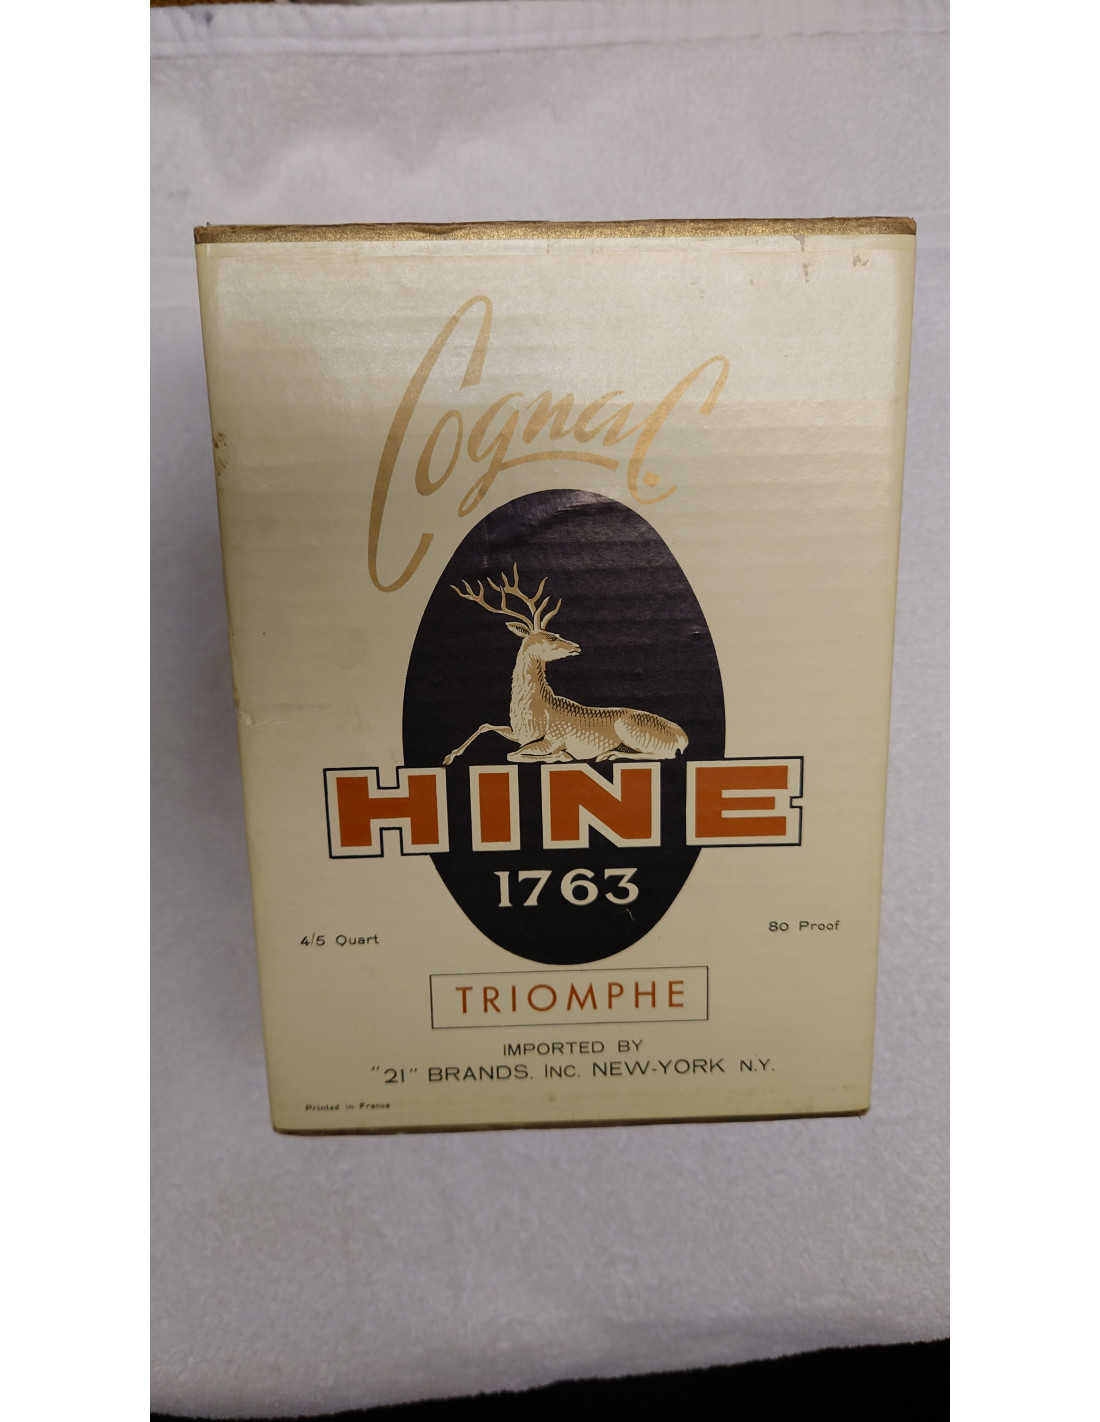 Cognac.
HINE
1763
4/5 Quart
80 Proof
TRIOMPHE
IMPORTED BY
"21" BRANDS, INC. NEW-YORK N.Y.
Printed in France